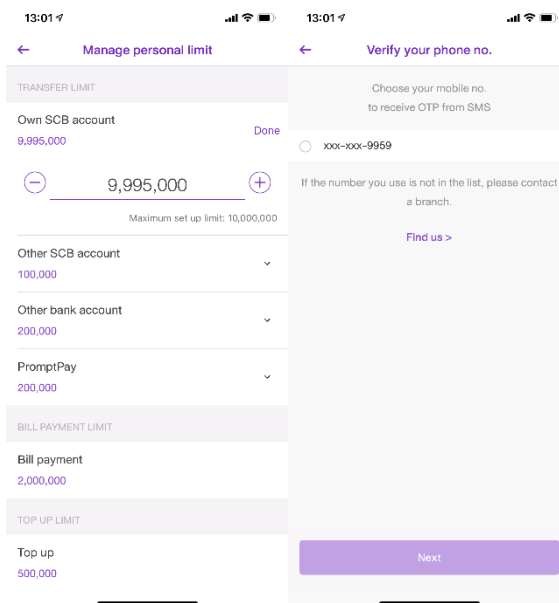 13:01
Manage personal limit
TRANSFER LIMIT
Own SCB account
9,995,000
Done
9,995,000
Maximum set up limit: 10,000,000
Other SCB account
100,000
Other bank account
200,000
PromptPay
200,000
BILL PAYMENT LIMIT
Bill payment
2,000,000
TOP UP LIMIT
Top up
500,000
13:01
Verify your phone no.
Choose your mobile no.
to receive OTP from SMS
xxx-xxx-9959
If the number you use is not in the list, please contact
a branch.
Find us >
Next